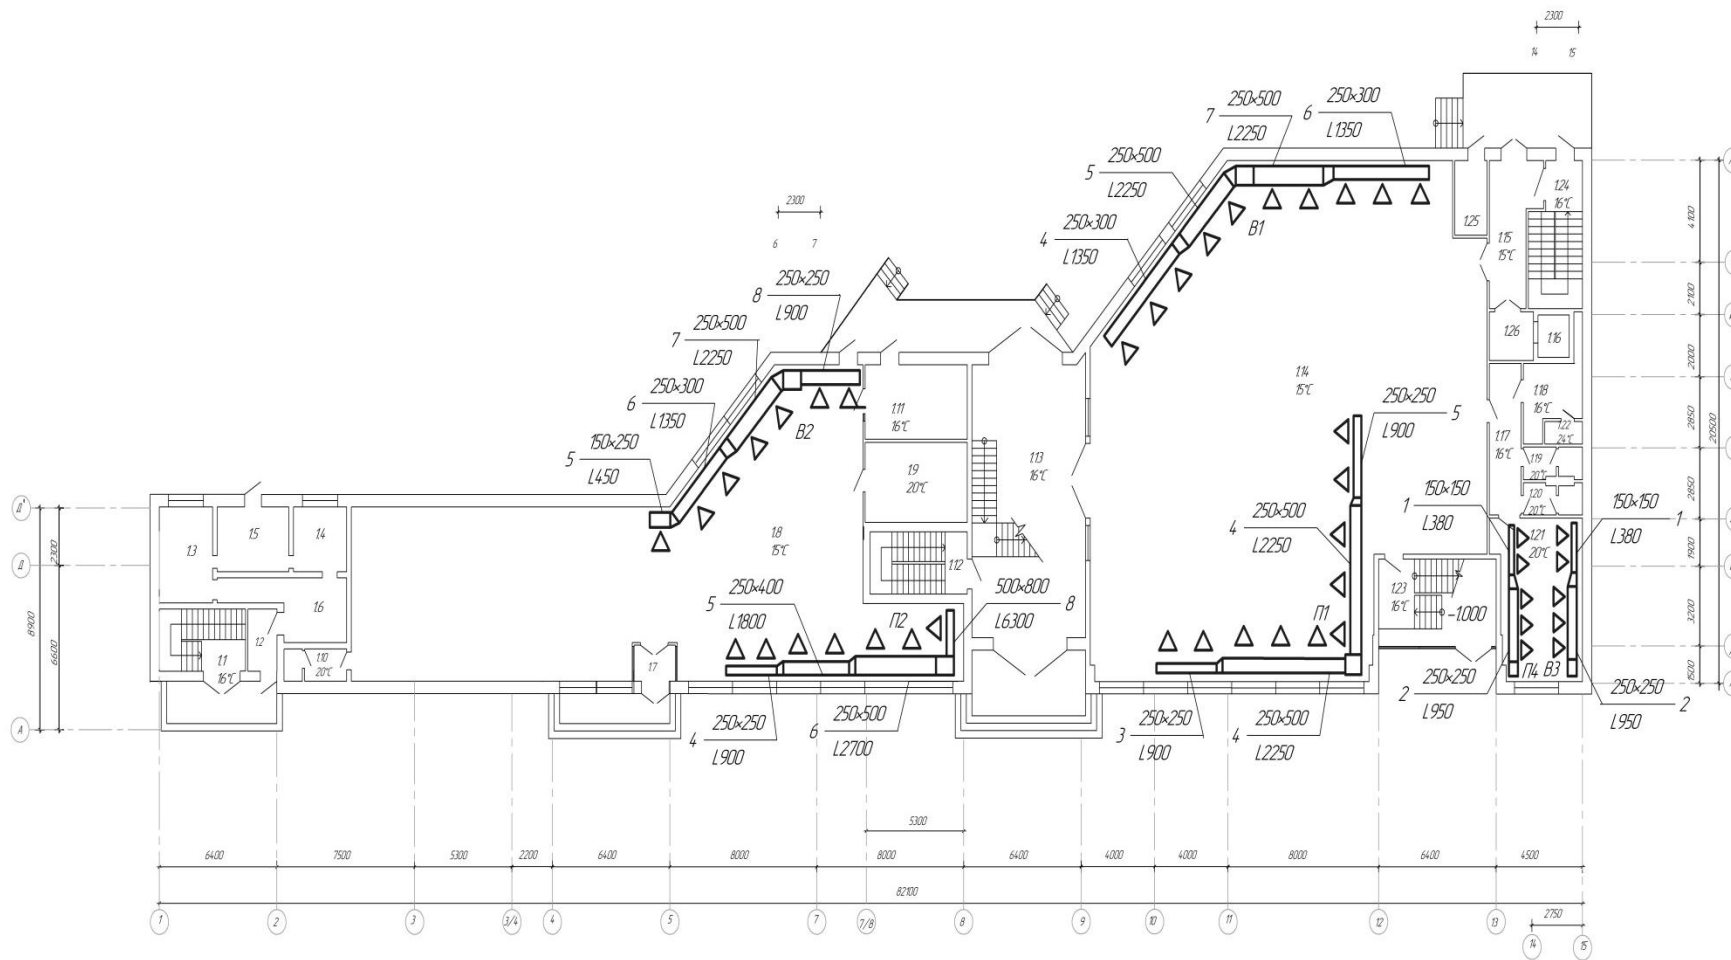 2300
14 15
250×500
7
L2250
250×300
6
L1350
250×500
5
L2250
250×300
4
L1350
В1
1.25
1.24
16°C
1.15
15°C
1.26
1.16
4100
2100
2000
2850
2850
1900
3200
1500
20500
2300
6 7
250×250
8
L900
250×500
7
L2250
250×300
6
L1350
150×250
5
L450
В2
1.11
16°C
1.9
20°C
1.13
16°C
1.14
15°C
250×250
5
L900
1.18
16°C
1.22
24°C
1.17
16°C
1.19
20°C
1.20
20°C
150×150
1
L380
150×150
1
L380
1.21
20°C
250×500
4
L2250
Д'
Д
А
2300
6600
8900
1.3
1.5
1.4
1.6
1.2
1.1
16°C
1.10
20°C
1.7
1.8
15°C
1.12
250×400
5
L1800
П2
500×800
8
L6300
П1
1.23
16°C
-1.000
П4
В3
250×250
2
L950
250×250
2
L950
250×250
4
L900
250×500
6
L2700
250×250
3
L900
250×500
4
L2250
5300
6400 7500 5300 2200 6400 8000 8000 6400 4000 4000 8000 6400 4500
82100
2750
1 2 3 3/4 4 5 7 7/8 8 9 10 11 12 13 14 15